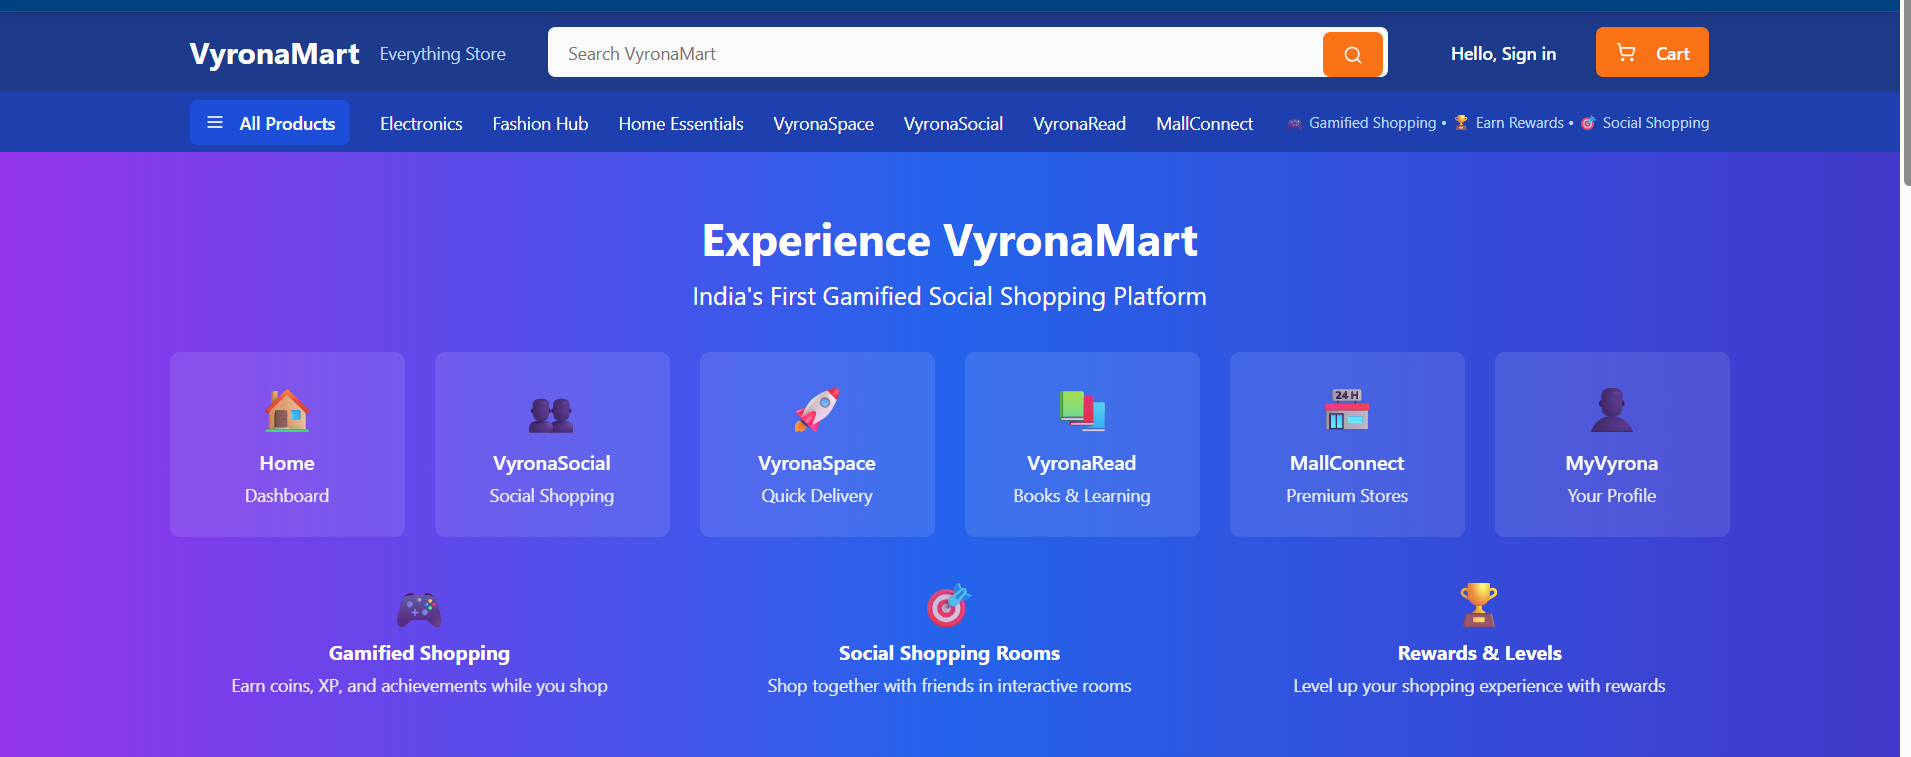 VyronaMart Everything Store Search VyronaMart Hello, Sign in Cart
All Products Electronics Fashion Hub Home Essentials VyronaSpace VyronaSocial VyronaRead MallConnect Gamified Shopping • Earn Rewards • Social Shopping
Experience VyronaMart
India's First Gamified Social Shopping Platform
24 H
Home VyronaSocial VyronaSpace VyronaRead MallConnect MyVyrona
Dashboard Social Shopping Quick Delivery Books & Learning Premium Stores Your Profile
Gamified Shopping Social Shopping Rooms Rewards & Levels
Earn coins, XP, and achievements while you shop Shop together with friends in interactive rooms Level up your shopping experience with rewards